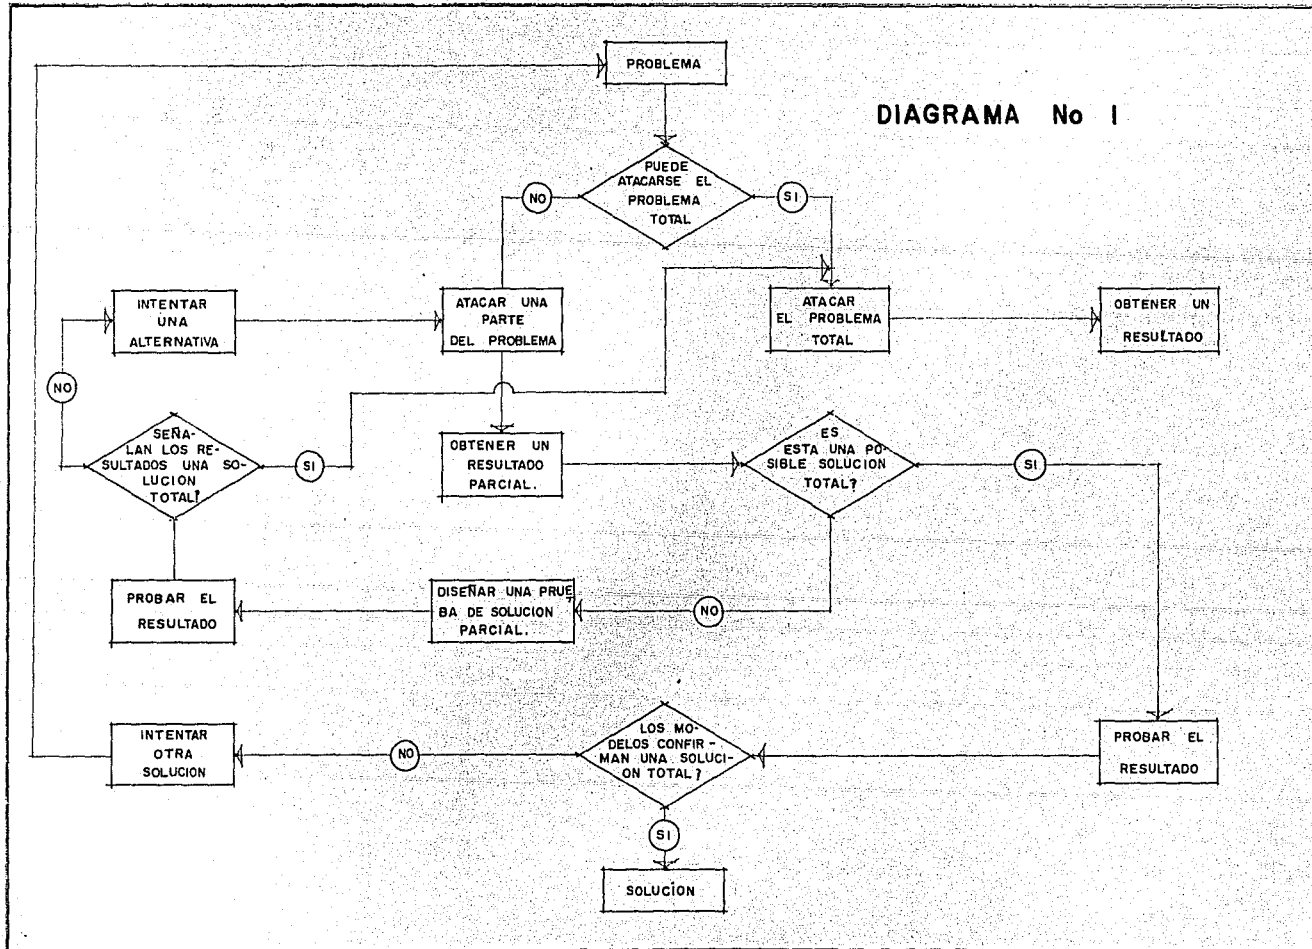 PROBLEMA
DIAGRAMA No 1
PUEDE
ATACARSE EL
PROBLEMA
TOTAL
NO
SI
INTENTAR
UNA
ALTERNATIVA
ATACAR UNA
PARTE
DEL PROBLEMA
ATACAR
EL PROBLEMA
TOTAL
OBTENER UN
RESULTADO
NO
SEÑA-
LAN LOS RE-
SULTADOS UNA SO-
LUCION
TOTAL?
SI
OBTENER UN
RESULTADO
PARCIAL.
ES
ESTA UNA PO-
SIBLE SOLUCION
TOTAL?
SI
PROBAR EL
RESULTADO
DISEÑAR UNA PRUE
BA DE SOLUCION
PARCIAL.
NO
INTENTAR
OTRA
SOLUCION
NO
LOS MO-
DELOS CONFIR-
MAN UNA SOLUCI-
ON TOTAL?
PROBAR EL
RESULTADO
SI
SOLUCION